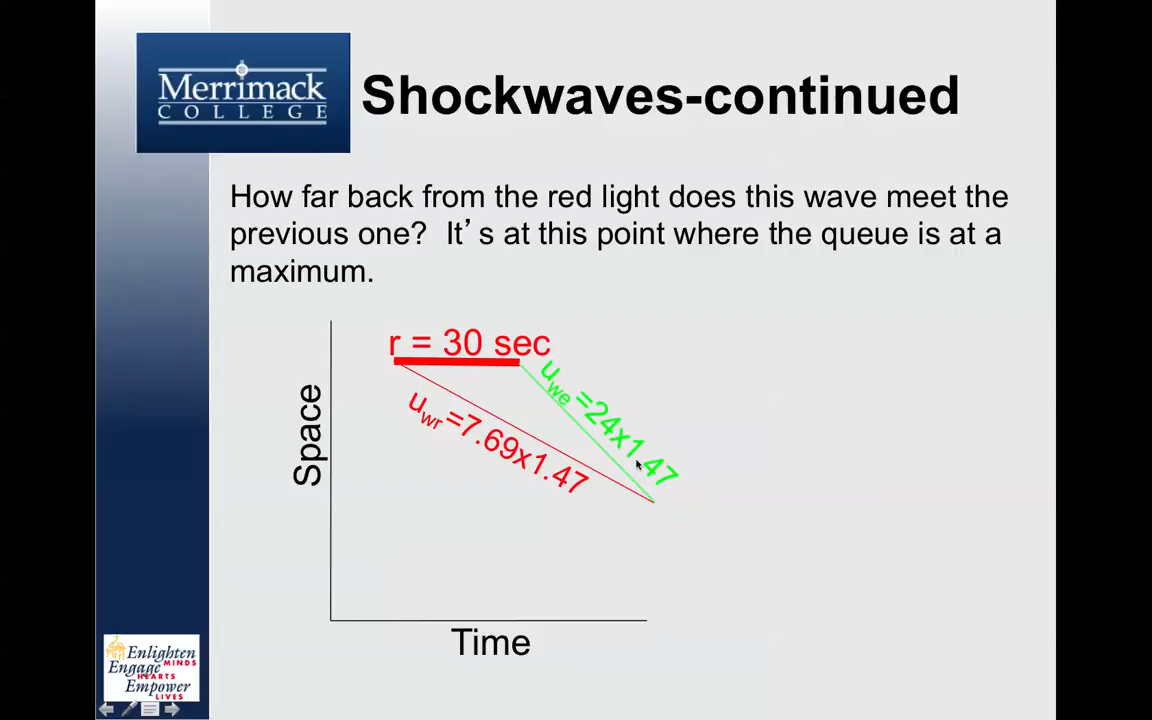 Merrimack
COLLEGE
Shockwaves-continued
How far back from the red light does this wave meet the
previous one? It’s at this point where the queue is at a
maximum.
r = 30 sec
uwe =24x1.47
uwr =7.69x1.47
Space
Time
Enlighten
MINDS
Engage
HEARTS
Empower
LIVES